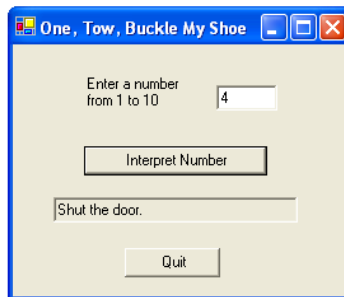 One, Tow, Buckle My Shoe
Enter a number
from 1 to 10
4
Interpret Number
Shut the door.
Quit